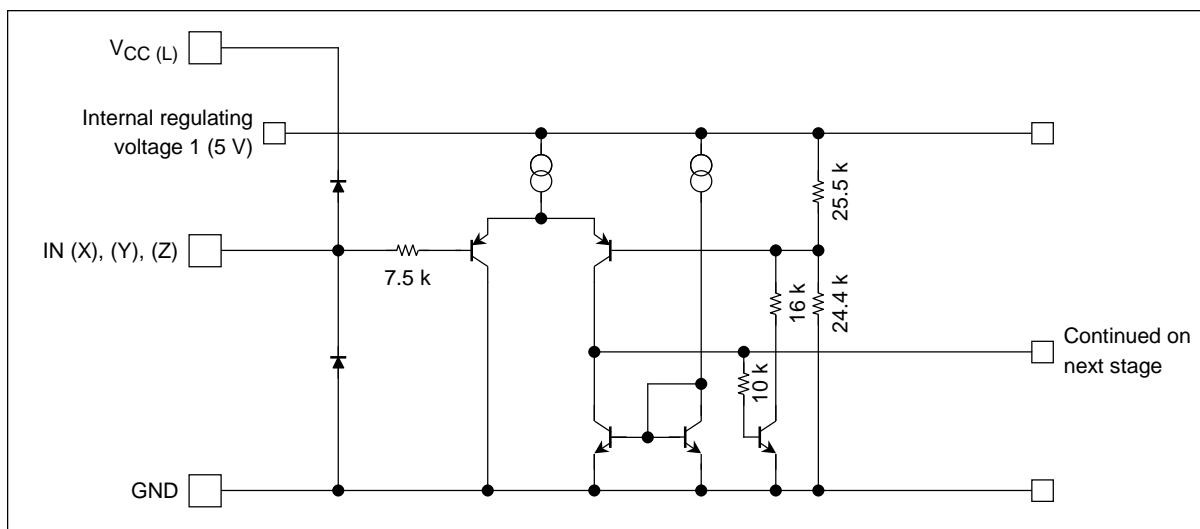 VCC (L)
Internal regulating
voltage 1 (5 V)
25.5 k
IN (X), (Y), (Z)
7.5 k
16 k
24.4 k
Continued on
next stage
10 k
GND